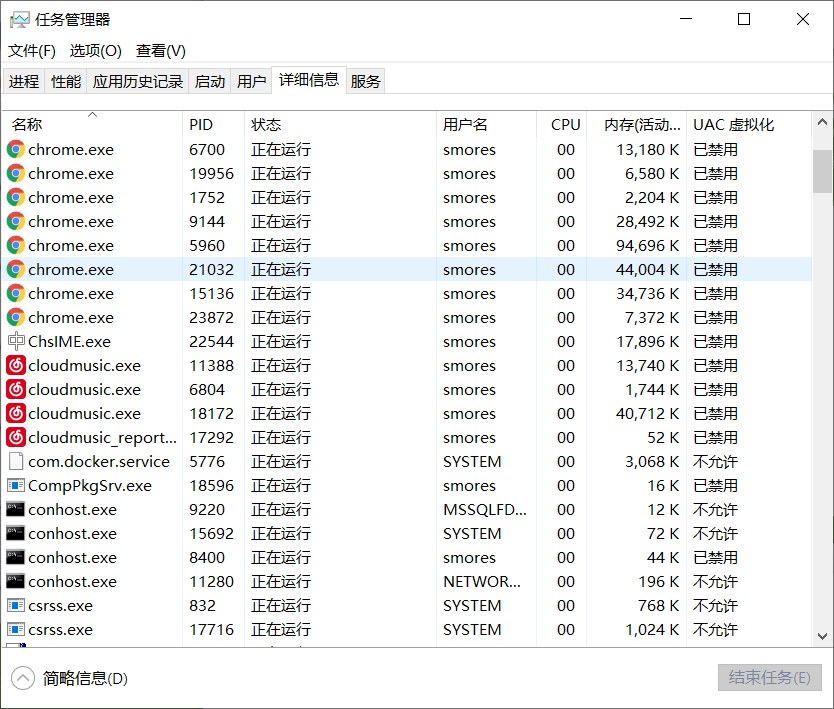 任务管理器
文件(F) 选项(O) 查看(V)
进程 性能 应用历史记录 启动 用户 详细信息 服务
名称 PID 状态 用户名 CPU 内存(活动... UAC 虚拟化
chrome.exe 6700 正在运行 smores 00 13,180 K 已禁用
chrome.exe 19956 正在运行 smores 00 6,580 K 已禁用
chrome.exe 1752 正在运行 smores 00 2,204 K 已禁用
chrome.exe 9144 正在运行 smores 00 28,492 K 已禁用
chrome.exe 5960 正在运行 smores 00 94,696 K 已禁用
chrome.exe 21032 正在运行 smores 00 44,004 K 已禁用
chrome.exe 15136 正在运行 smores 00 34,736 K 已禁用
chrome.exe 23872 正在运行 smores 00 7,372 K 已禁用
ChsIME.exe 22544 正在运行 smores 00 17,896 K 已禁用
cloudmusic.exe 11388 正在运行 smores 00 13,740 K 已禁用
cloudmusic.exe 6804 正在运行 smores 00 1,744 K 已禁用
cloudmusic.exe 18172 正在运行 smores 00 40,712 K 已禁用
cloudmusic_report... 17292 正在运行 smores 00 52 K 已禁用
com.docker.service 5776 正在运行 SYSTEM 00 3,068 K 不允许
CompPkgSrv.exe 18596 正在运行 smores 00 16 K 已禁用
conhost.exe 9220 正在运行 MSSQLFD... 00 12 K 不允许
conhost.exe 15692 正在运行 SYSTEM 00 72 K 不允许
conhost.exe 8400 正在运行 smores 00 44 K 已禁用
conhost.exe 11280 正在运行 NETWOR... 00 196 K 不允许
csrss.exe 832 正在运行 SYSTEM 00 768 K 不允许
csrss.exe 17716 正在运行 SYSTEM 00 1,024 K 不允许
简略信息(D) 结束任务(E)